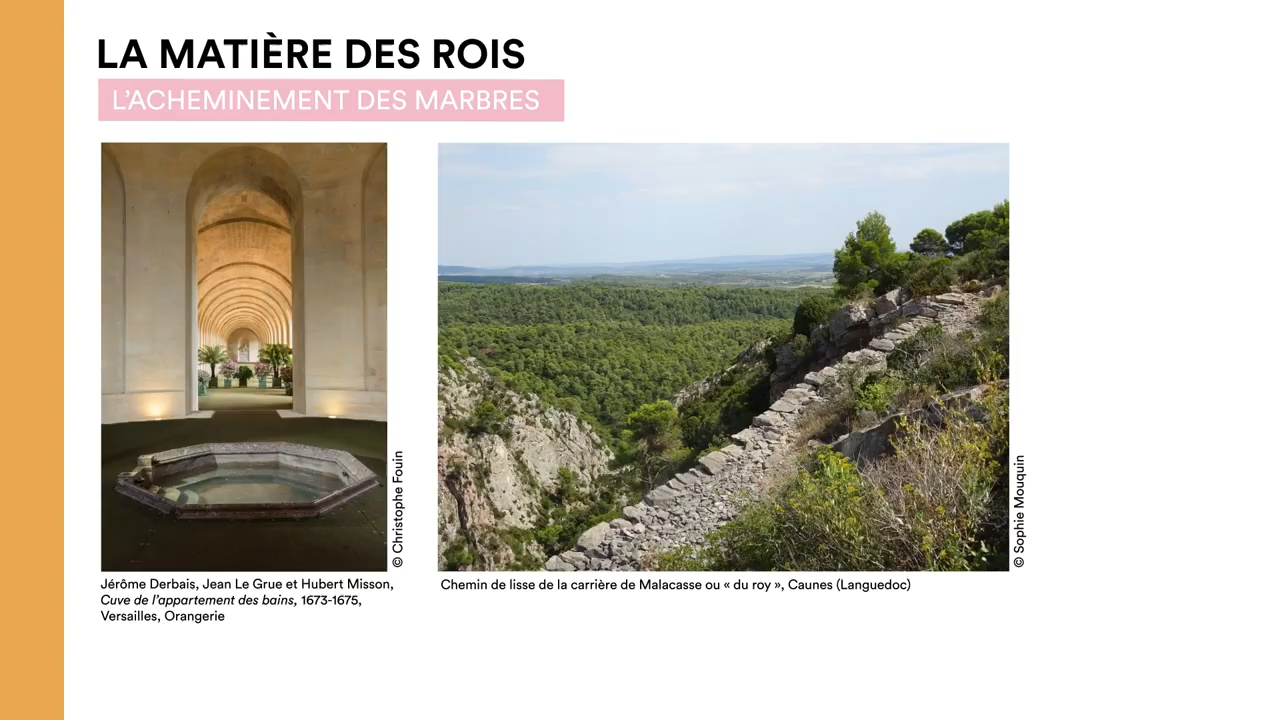 LA MATIÈRE DES ROIS
L’ACHEMINEMENT DES MARBRES
© Christophe Fouin
Jérôme Derbais, Jean Le Grue et Hubert Misson,
Cuve de l’appartement des bains, 1673-1675,
Versailles, Orangerie
© Sophie Mouquin
Chemin de lisse de la carrière de Malacasse ou « du roy », Caunes (Languedoc)